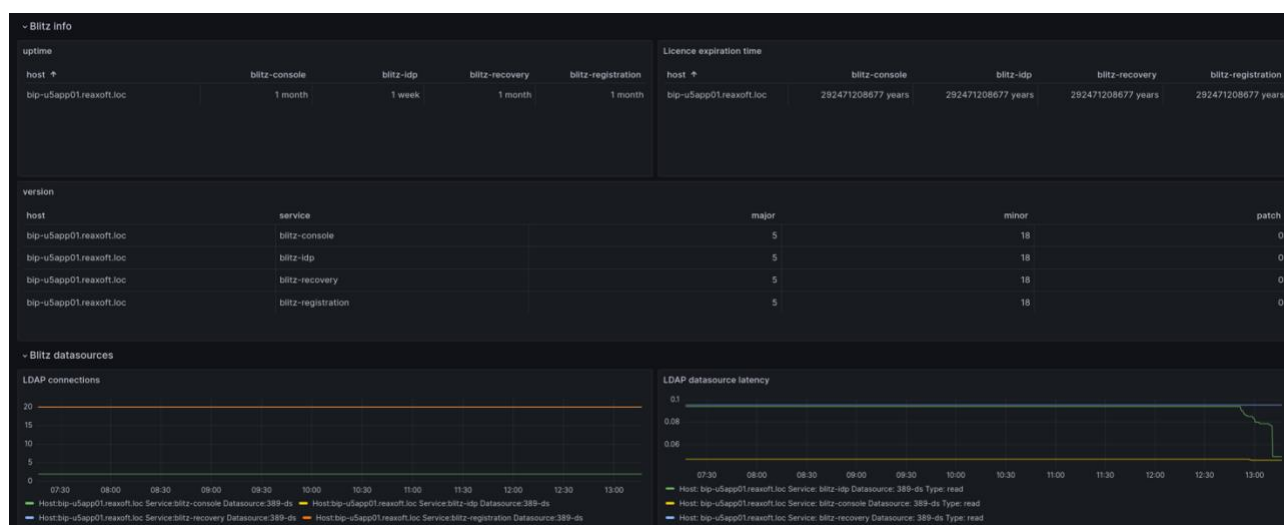 Blitz info
uptime
host ↑ blitz-console blitz-idp blitz-recovery blitz-registration
bip-u5app01.reaxoft.loc 1 month 1 week 1 month 1 month
Licence expiration time
host ↑ blitz-console blitz-idp blitz-recovery blitz-registration
bip-u5app01.reaxoft.loc 292471208677 years 292471208677 years 292471208677 years 292471208677 years
version
host service major minor patch
bip-u5app01.reaxoft.loc blitz-console 5 18 0
bip-u5app01.reaxoft.loc blitz-idp 5 18 0
bip-u5app01.reaxoft.loc blitz-recovery 5 18 0
bip-u5app01.reaxoft.loc blitz-registration 5 18 0
Blitz datasources
LDAP connections
20
15
10
5
0
07:30 08:00 08:30 09:00 09:30 10:00 10:30 11:00 11:30 12:00 12:30 13:00
Host:bip-u5app01.reaxoft.loc Service:blitz-console Datasource:389-ds Host:bip-u5app01.reaxoft.loc Service:blitz-idp Datasource:389-ds
Host:bip-u5app01.reaxoft.loc Service:blitz-recovery Datasource:389-ds Host:bip-u5app01.reaxoft.loc Service:blitz-registration Datasource:389-ds
LDAP datasource latency
0.1
0.08
0.06
07:30 08:00 08:30 09:00 09:30 10:00 10:30 11:00 11:30 12:00 12:30 13:00
Host: bip-u5app01.reaxoft.loc Service: blitz-idp Datasource: 389-ds Type: read
Host: bip-u5app01.reaxoft.loc Service: blitz-console Datasource: 389-ds Type: read
Host: bip-u5app01.reaxoft.loc Service: blitz-recovery Datasource: 389-ds Type: read